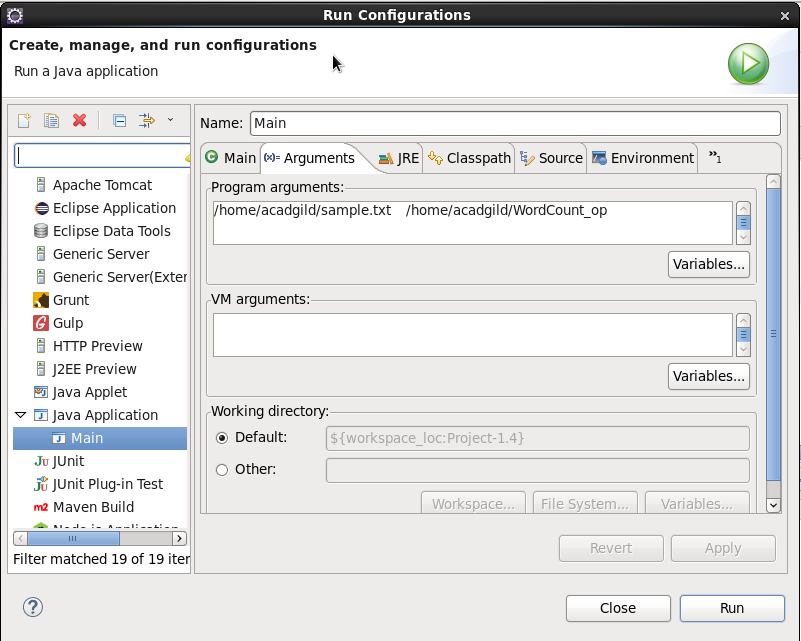 Run Configurations
Create, manage, and run configurations
Run a Java application
Name: Main
Main (x)= Arguments JRE Classpath Source Environment »1
Apache Tomcat
Eclipse Application
Eclipse Data Tools
Generic Server
Generic Server(Exter
Grunt
Gulp
HTTP Preview
J2EE Preview
Java Applet
Java Application
Main
JUnit
JUnit Plug-in Test
Maven Build
Node.js Application
Filter matched 19 of 19 iter
Program arguments:
/home/acadgild/sample.txt /home/acadgild/WordCount_op
Variables...
VM arguments:
Variables...
Working directory:
Default: ${workspace_loc:Project-1.4}
Other:
Workspace... File System... Variables...
Revert Apply
? Close Run